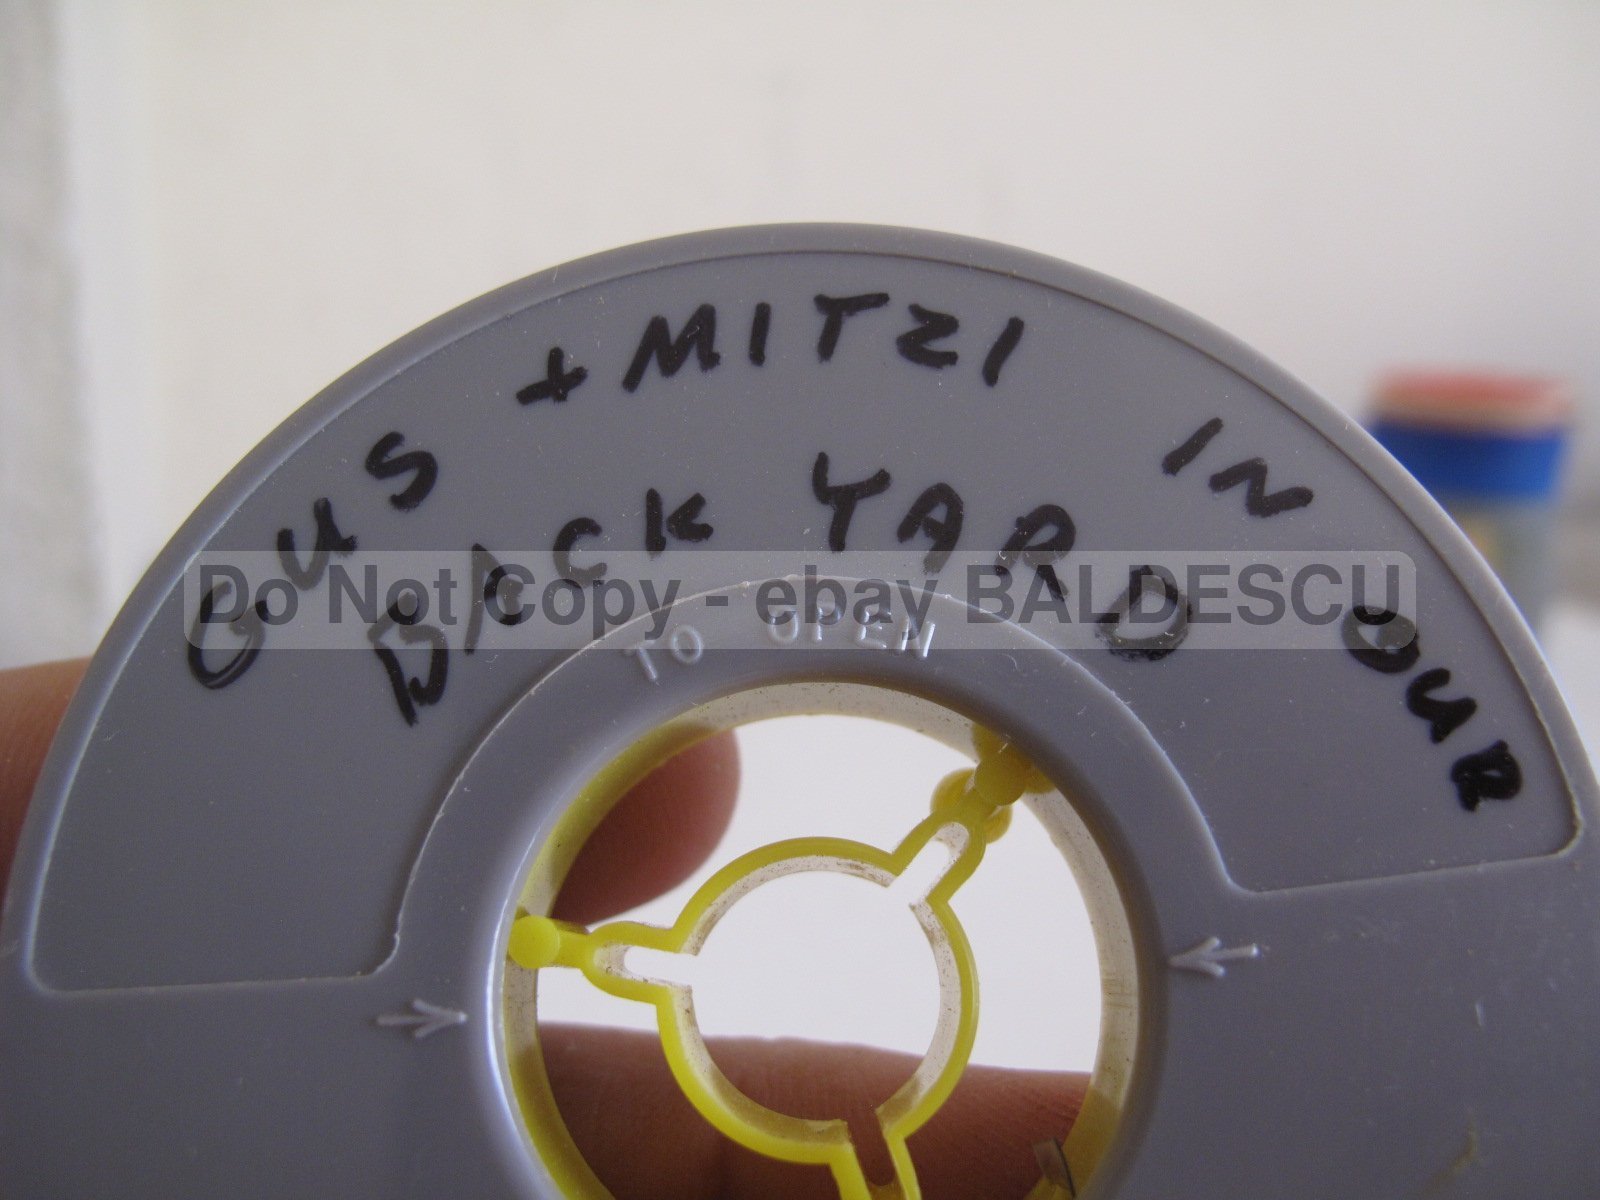 GUS + MITZI IN OUR
BACK YARD
Do Not Copy - ebay BALDESCU
TO OPEN